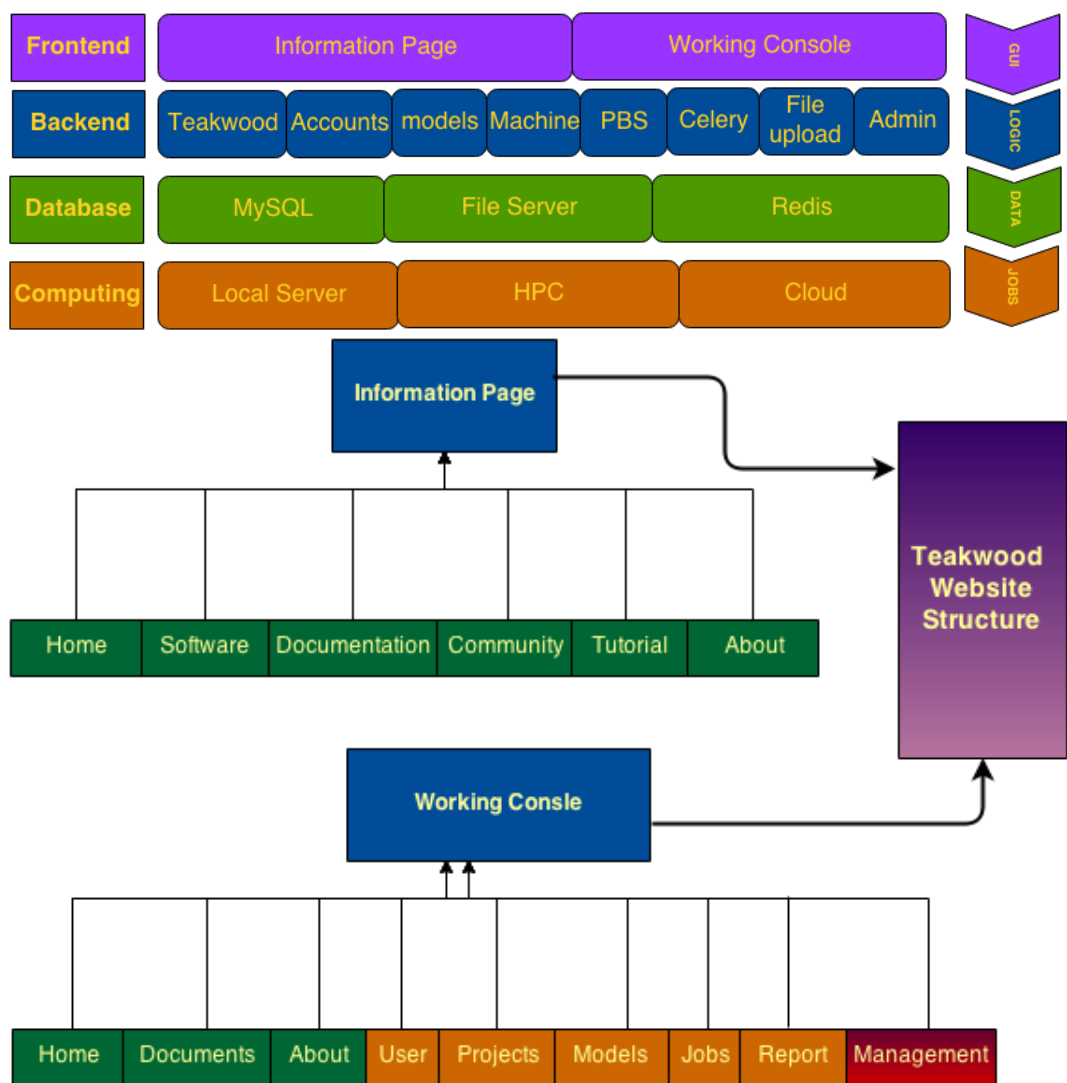 Frontend
Information Page
Working Console
GUI
Backend
Teakwood
Accounts
models
Machine
PBS
Celery
File
upload
Admin
LOGIC
Database
MySQL
File Server
Redis
DATA
Computing
Local Server
HPC
Cloud
JOBS
Information Page
Teakwood
Website
Structure
Home
Software
Documentation
Community
Tutorial
About
Working Consle
Home
Documents
About
User
Projects
Models
Jobs
Report
Management